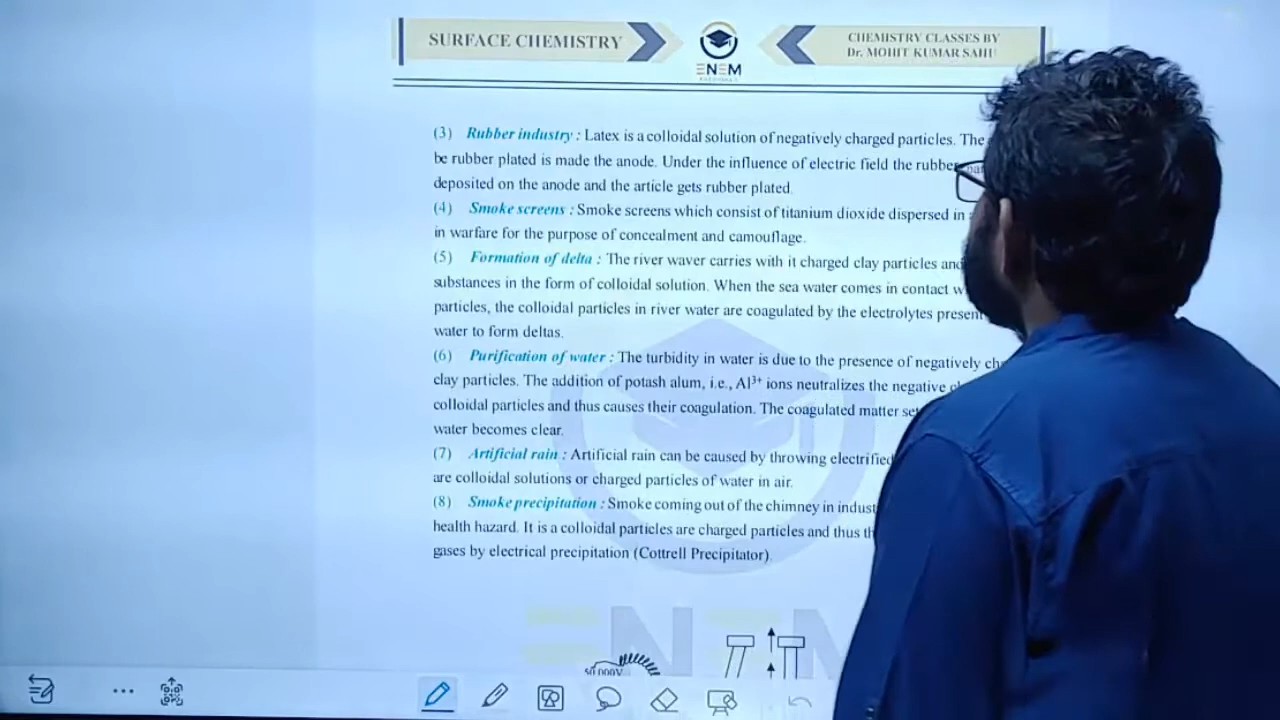 SURFACE CHEMISTRY
ENEM
CHEMISTRY CLASSES BY
Dr. MOHIT KUMAR SAHU
(3) Rubber industry : Latex is a colloidal solution of negatively charged particles. The
be rubber plated is made the anode. Under the influence of electric field the rubber
deposited on the anode and the article gets rubber plated.
(4) Smoke screens : Smoke screens which consist of titanium dioxide dispersed in
in warfare for the purpose of concealment and camouflage.
(5) Formation of delta : The river waver carries with it charged clay particles and
substances in the form of colloidal solution. When the sea water comes in contact w
particles, the colloidal particles in river water are coagulated by the electrolytes present
water to form deltas.
(6) Purification of water : The turbidity in water is due to the presence of negatively ch
clay particles. The addition of potash alum, i.e., Al³⁺ ions neutralizes the negative
colloidal particles and thus causes their coagulation. The coagulated matter set
water becomes clear.
(7) Artificial rain : Artificial rain can be caused by throwing electrified
are colloidal solutions or charged particles of water in air.
(8) Smoke precipitation : Smoke coming out of the chimney in indust
health hazard. It is a colloidal particles are charged particles and thus th
gases by electrical precipitation (Cottrell Precipitator).
ENEM
50,000V